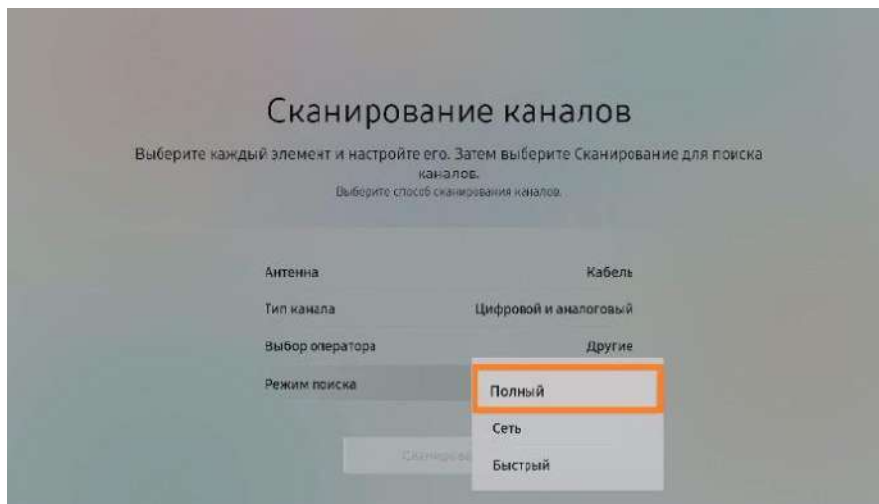 Сканирование каналов
Выберите каждый элемент и настройте его. Затем выберите Сканирование для поиска
каналов.
Выберите способ сканирования каналов.
Антенна Кабель
Тип канала Цифровой и аналоговый
Выбор оператора Другие
Режим поиска Полный
Сеть
Быстрый